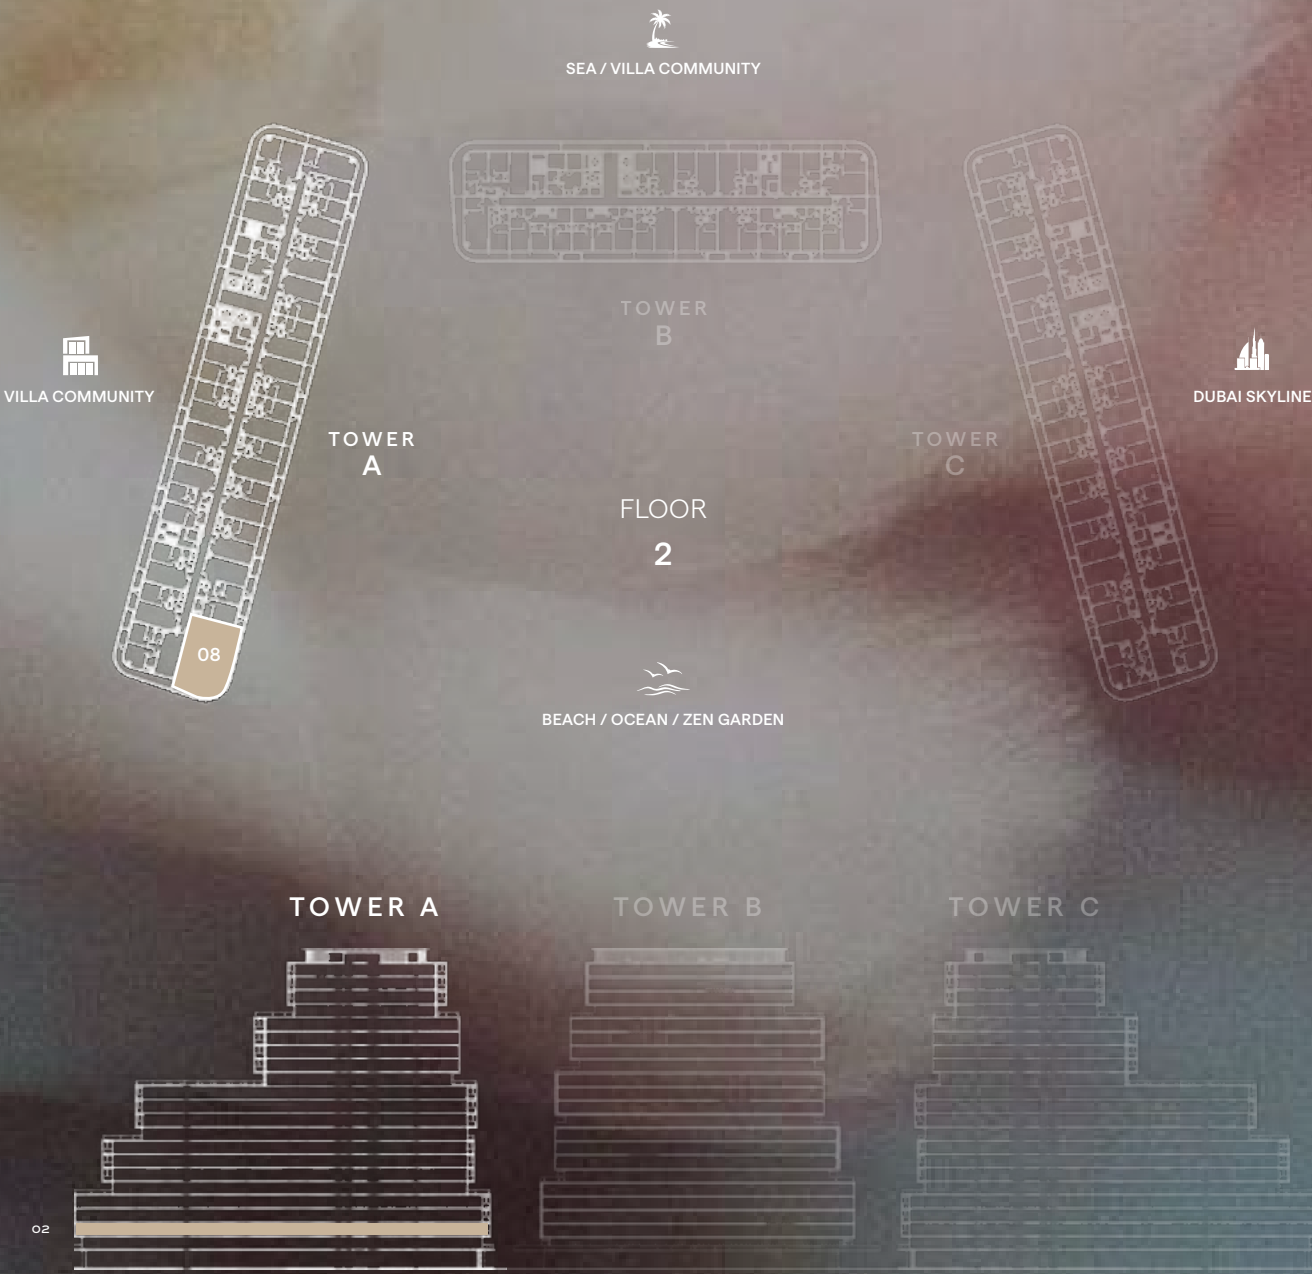 SEA / VILLA COMMUNITY
TOWER
B
VILLA COMMUNITY
DUBAI SKYLINE
TOWER
A
TOWER
C
FLOOR
2
08
BEACH / OCEAN / ZEN GARDEN
TOWER A
TOWER B
TOWER C
02